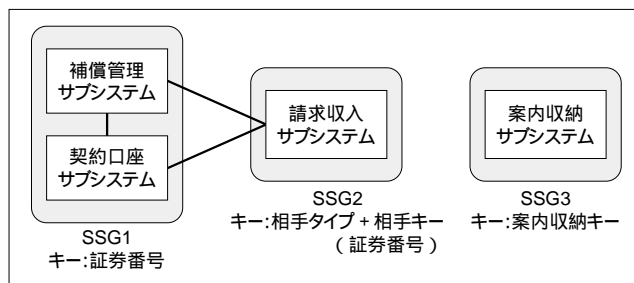 補償管理
サブシステム
契約口座
サブシステム
SSG1
キー:証券番号
請求収入
サブシステム
SSG2
キー:相手タイプ+相手キー
(証券番号)
案内収納
サブシステム
SSG3
キー:案内収納キー